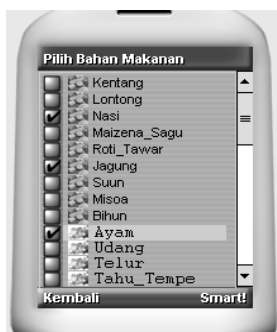 Pilih Bahan Makanan
Kentang
Lontong
Nasi
Maizena_Sagu
Roti_Tawar
Jagung
Suun
Misoa
Bihun
Ayam
Udang
Telur
Tahu_Tempe
Kembali Smart!